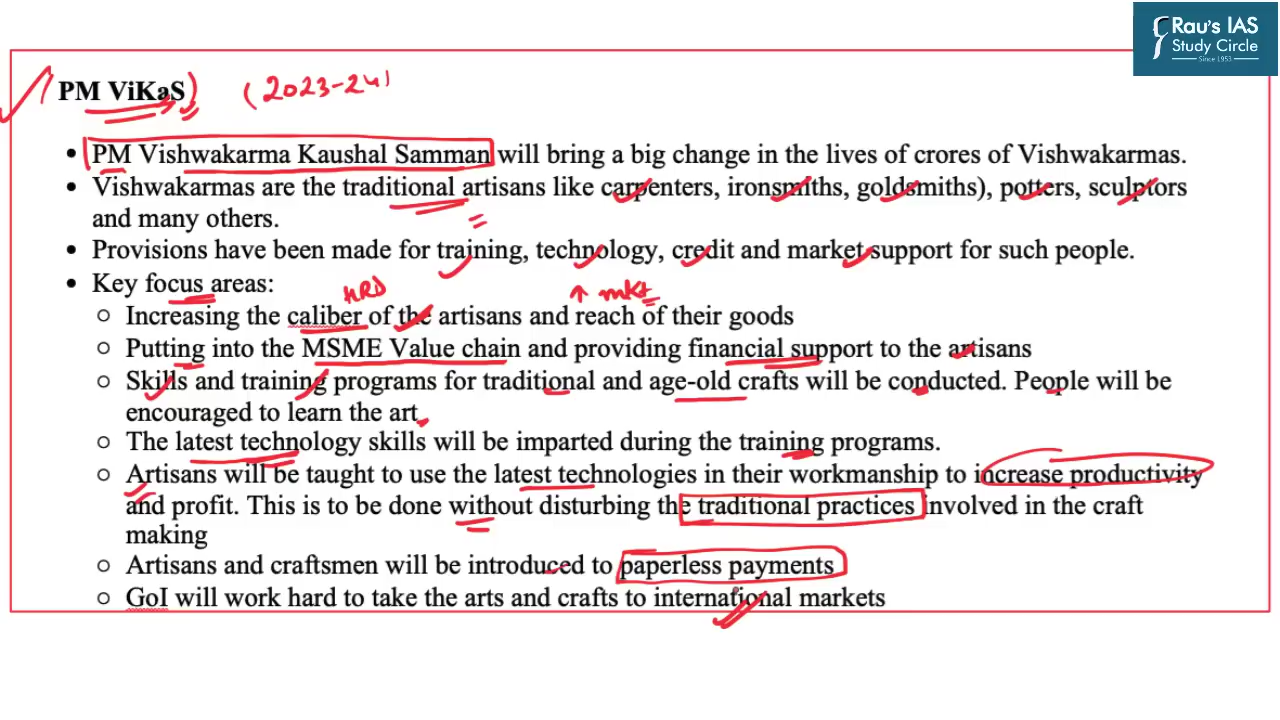 Rau's IAS
Study Circle
Since 1953
PM ViKaS (2023-24)
• PM Vishwakarma Kaushal Samman will bring a big change in the lives of crores of Vishwakarmas.
• Vishwakarmas are the traditional artisans like carpenters, ironsmiths, goldsmiths), potters, sculptors
and many others.
• Provisions have been made for training, technology, credit and market support for such people.
• Key focus areas:
HRD ↑ mkt
○ Increasing the caliber of the artisans and reach of their goods
○ Putting into the MSME Value chain and providing financial support to the artisans
○ Skills and training programs for traditional and age-old crafts will be conducted. People will be
encouraged to learn the art.
○ The latest technology skills will be imparted during the training programs.
○ Artisans will be taught to use the latest technologies in their workmanship to increase productivity
and profit. This is to be done without disturbing the traditional practices involved in the craft
making
○ Artisans and craftsmen will be introduced to paperless payments
○ GoI will work hard to take the arts and crafts to international markets